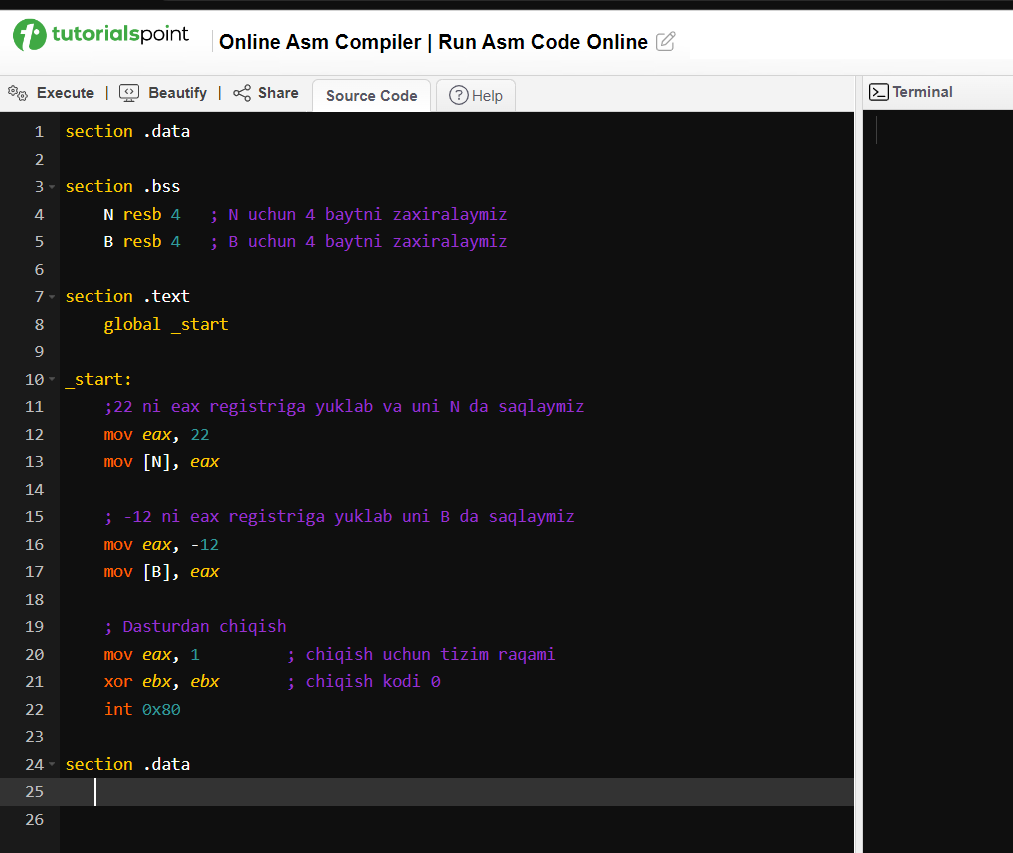 tutorialspoint
Online Asm Compiler | Run Asm Code Online
Execute | Beautify | Share Source Code Help
Terminal
1 section .data
2
3 section .bss
4 N resb 4 ; N uchun 4 baytni zaxiralaymiz
5 B resb 4 ; B uchun 4 baytni zaxiralaymiz
6
7 section .text
8 global _start
9
10 _start:
11 ;22 ni eax registriga yuklab va uni N da saqlaymiz
12 mov eax, 22
13 mov [N], eax
14
15 ; -12 ni eax registriga yuklab uni B da saqlaymiz
16 mov eax, -12
17 mov [B], eax
18
19 ; Dasturdan chiqish
20 mov eax, 1 ; chiqish uchun tizim raqami
21 xor ebx, ebx ; chiqish kodi 0
22 int 0x80
23
24 section .data
25
26